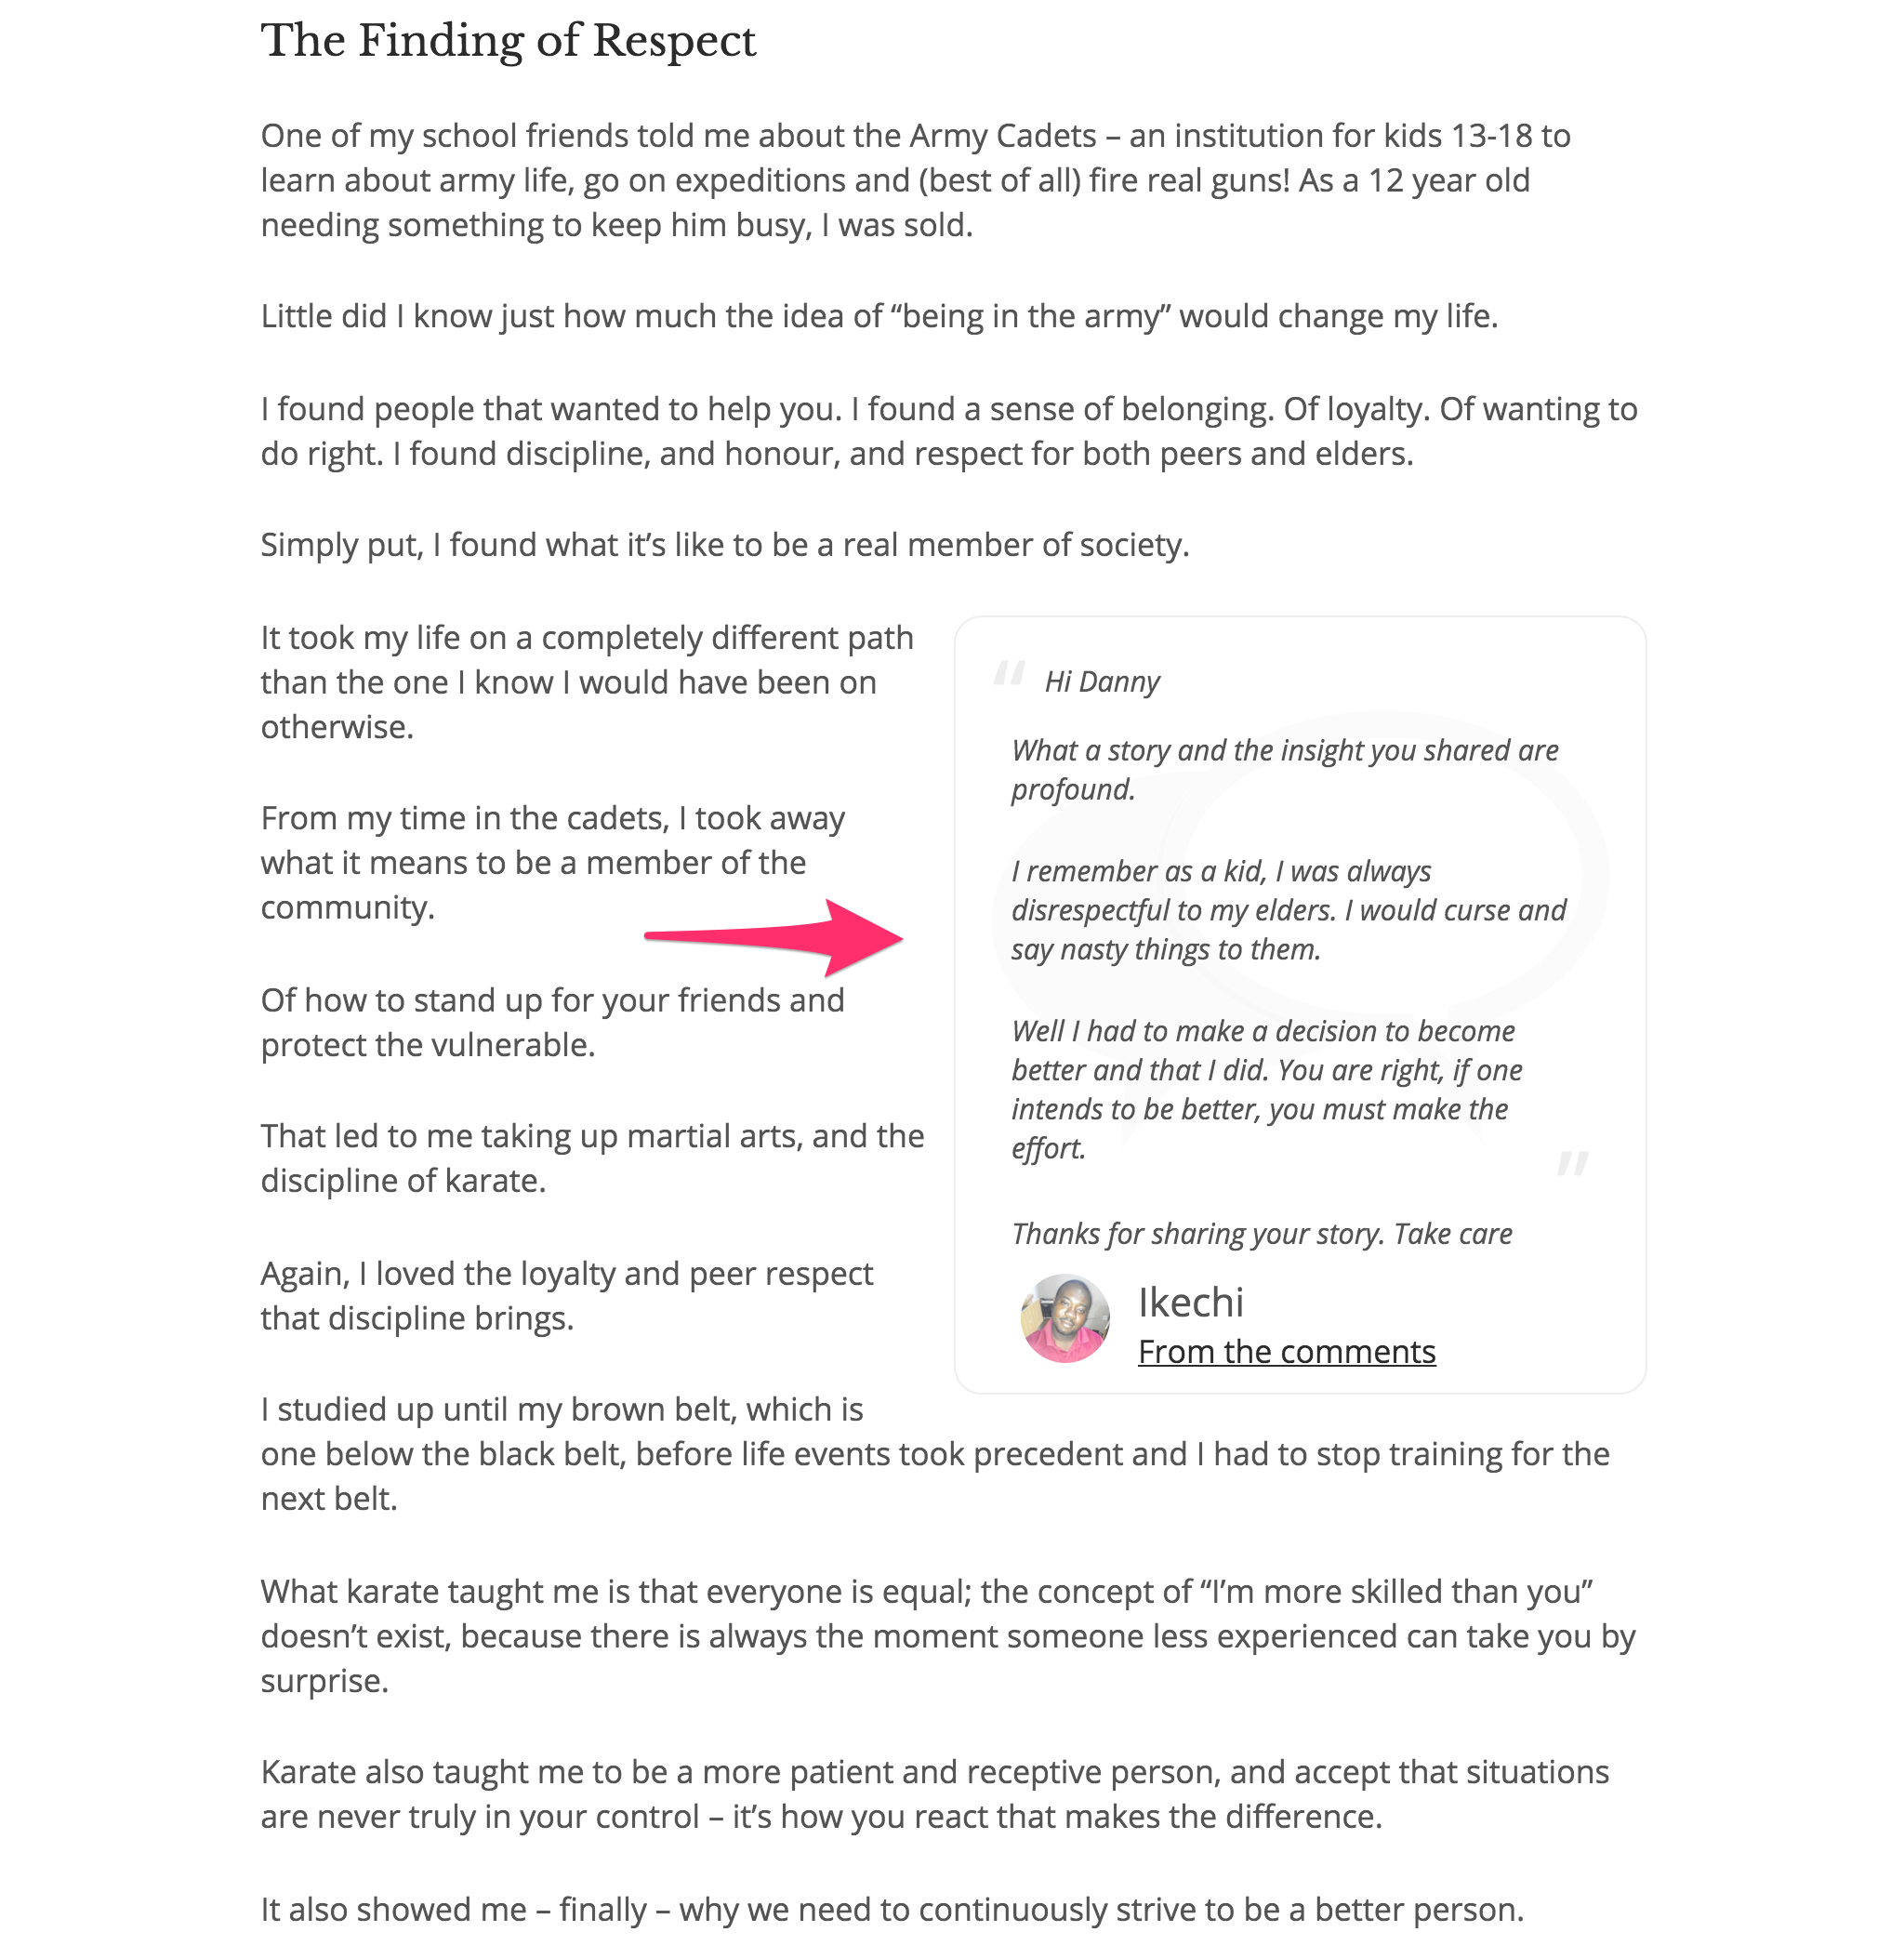 The Finding of Respect
One of my school friends told me about the Army Cadets – an institution for kids 13-18 to
learn about army life, go on expeditions and (best of all) fire real guns! As a 12 year old
needing something to keep him busy, I was sold.
Little did I know just how much the idea of “being in the army” would change my life.
I found people that wanted to help you. I found a sense of belonging. Of loyalty. Of wanting to
do right. I found discipline, and honour, and respect for both peers and elders.
Simply put, I found what it’s like to be a real member of society.
It took my life on a completely different path
than the one I know I would have been on
otherwise.
From my time in the cadets, I took away
what it means to be a member of the
community.
Of how to stand up for your friends and
protect the vulnerable.
That led to me taking up martial arts, and the
discipline of karate.
Again, I loved the loyalty and peer respect
that discipline brings.
“ Hi Danny
What a story and the insight you shared are
profound.
I remember as a kid, I was always
disrespectful to my elders. I would curse and
say nasty things to them.
Well I had to make a decision to become
better and that I did. You are right, if one
intends to be better, you must make the
effort.
”
Thanks for sharing your story. Take care
Ikechi
From the comments
I studied up until my brown belt, which is
one below the black belt, before life events took precedent and I had to stop training for the
next belt.
What karate taught me is that everyone is equal; the concept of “I’m more skilled than you”
doesn’t exist, because there is always the moment someone less experienced can take you by
surprise.
Karate also taught me to be a more patient and receptive person, and accept that situations
are never truly in your control – it’s how you react that makes the difference.
It also showed me – finally – why we need to continuously strive to be a better person.